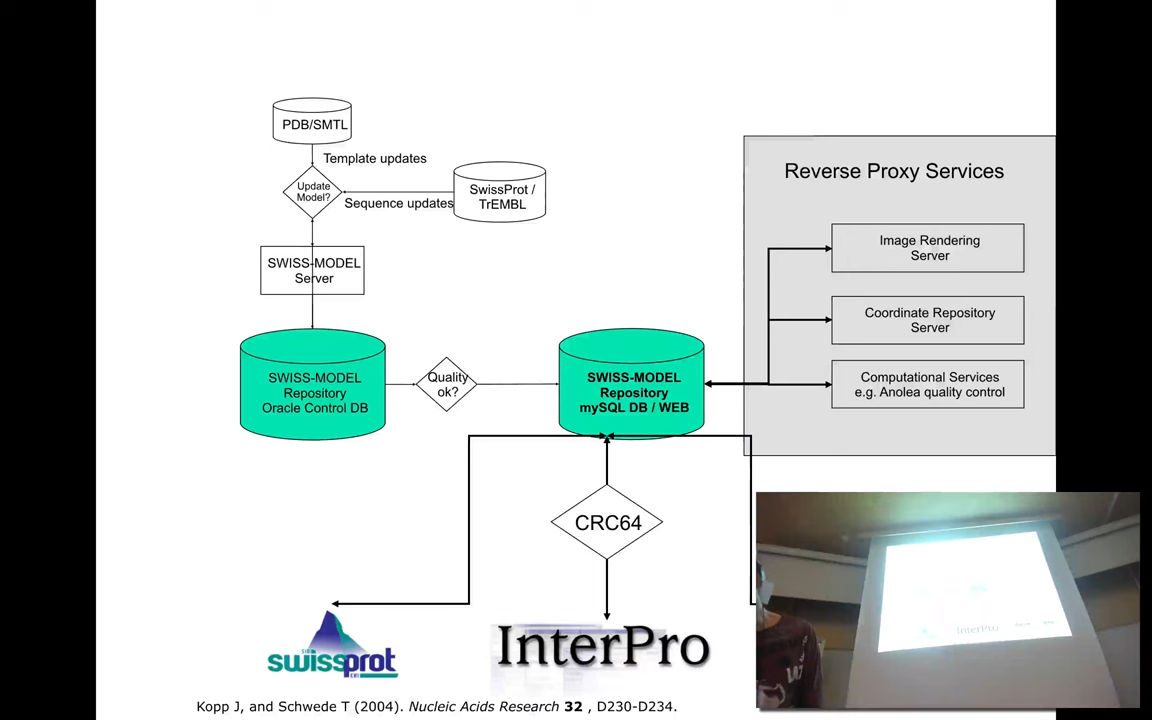 PDB/SMTL
Template updates
Update
Model?
SwissProt /
TrEMBL
Sequence updates
SWISS-MODEL
Server
SWISS-MODEL
Repository
Oracle Control DB
Quality
ok?
SWISS-MODEL
Repository
mySQL DB / WEB
Reverse Proxy Services
Image Rendering
Server
Coordinate Repository
Server
Computational Services
e.g. Anolea quality control
CRC64
swissprot
InterPro
Kopp J, and Schwede T (2004). Nucleic Acids Research 32 , D230-D234.
InterPro